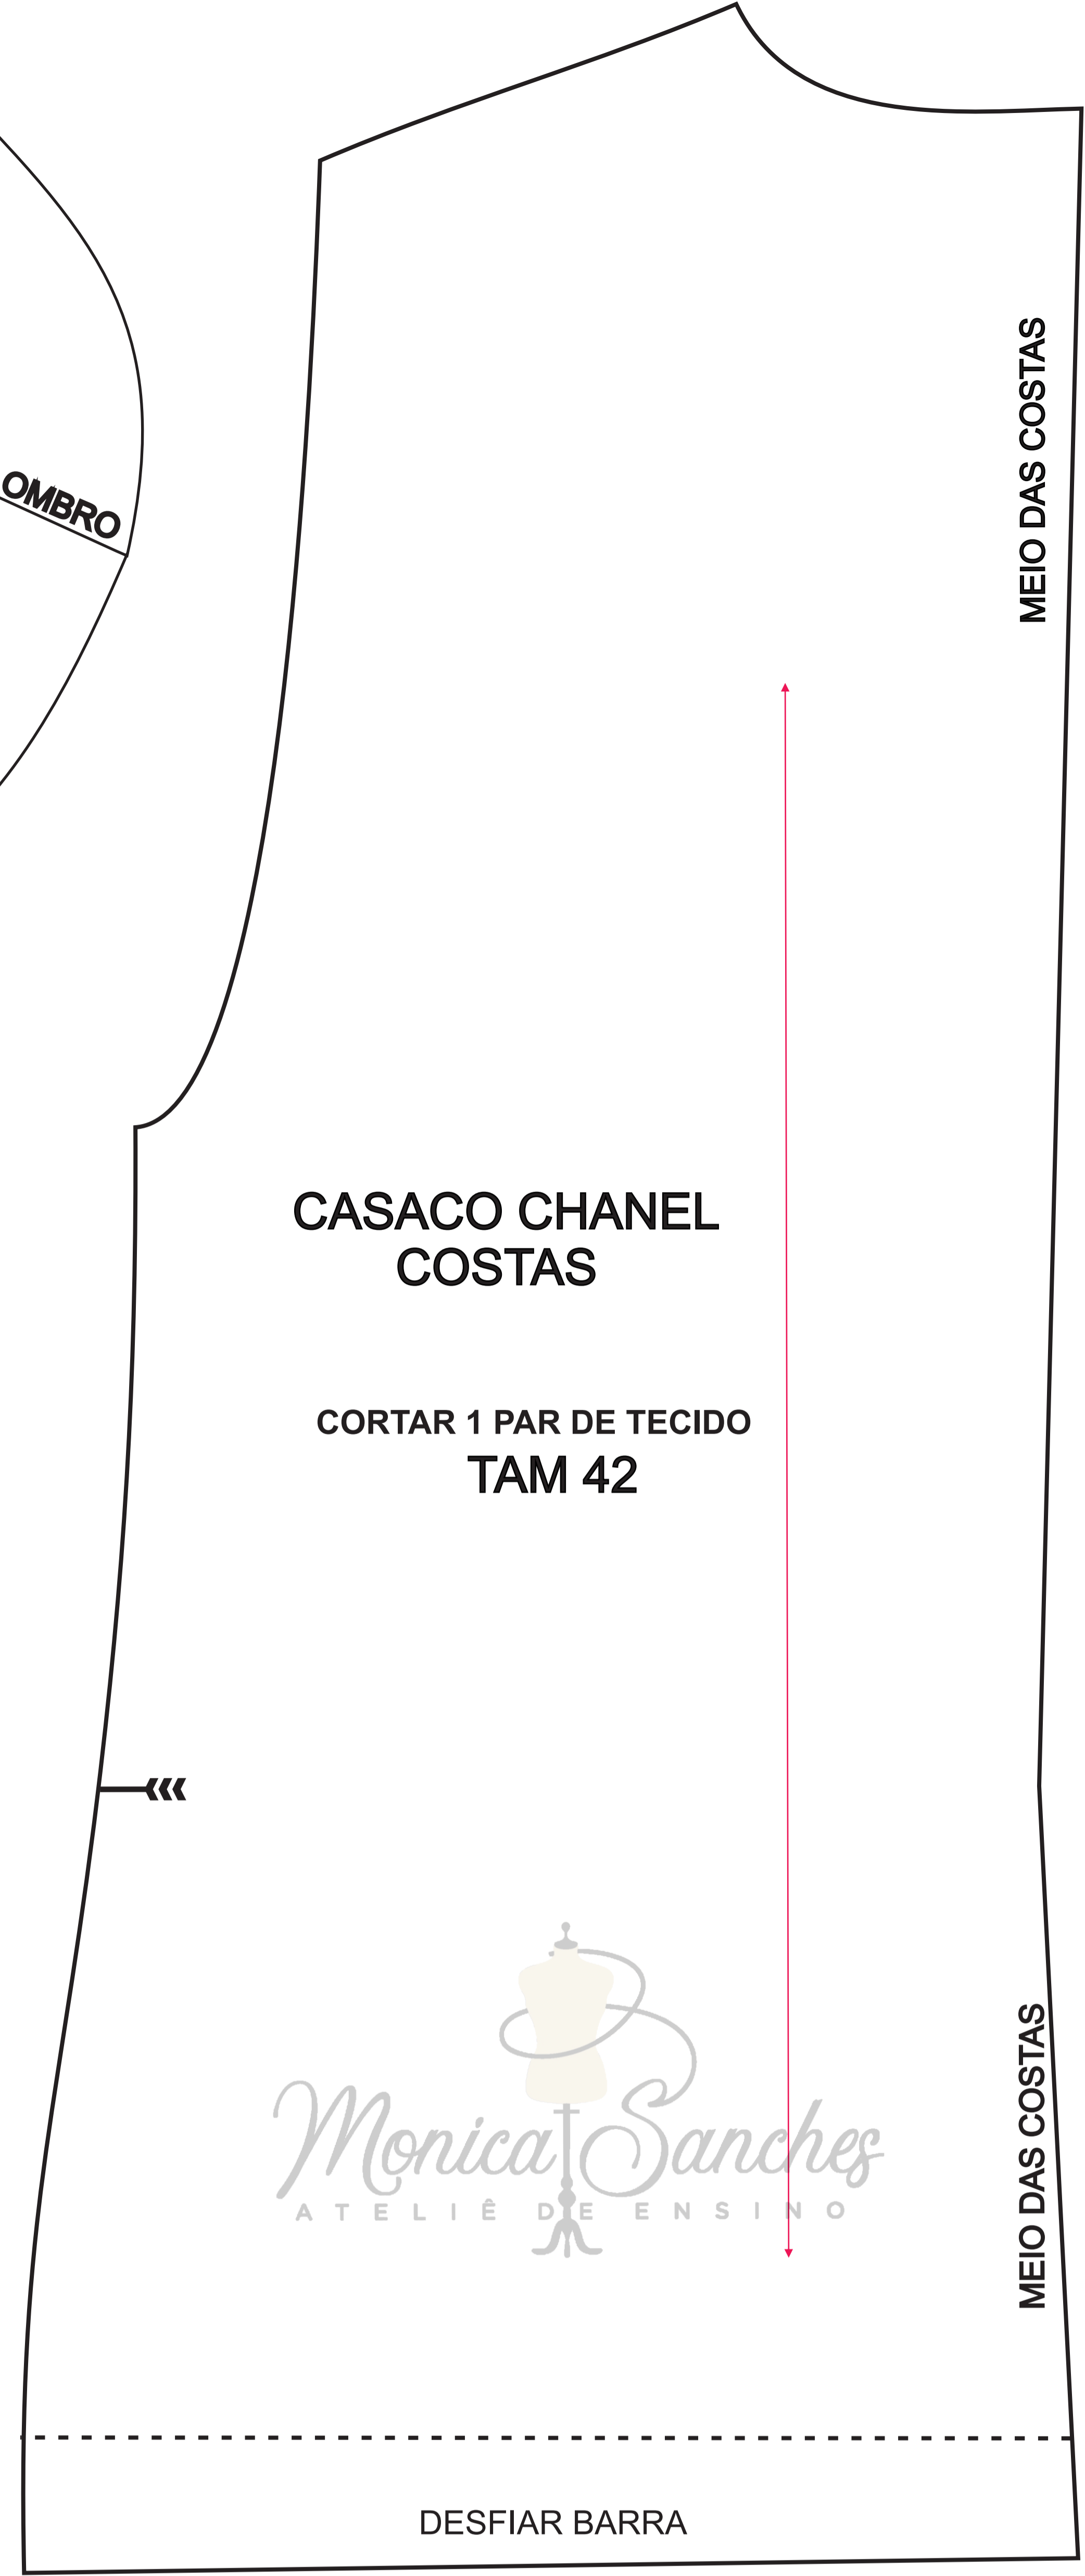 OMBRO
MEIO DAS COSTAS
CASACO CHANEL
COSTAS
CORTAR 1 PAR DE TECIDO
TAM 42
Monica Sanches
ATELIÊ DE ENSINO
MEIO DAS COSTAS
DESFIAR BARRA